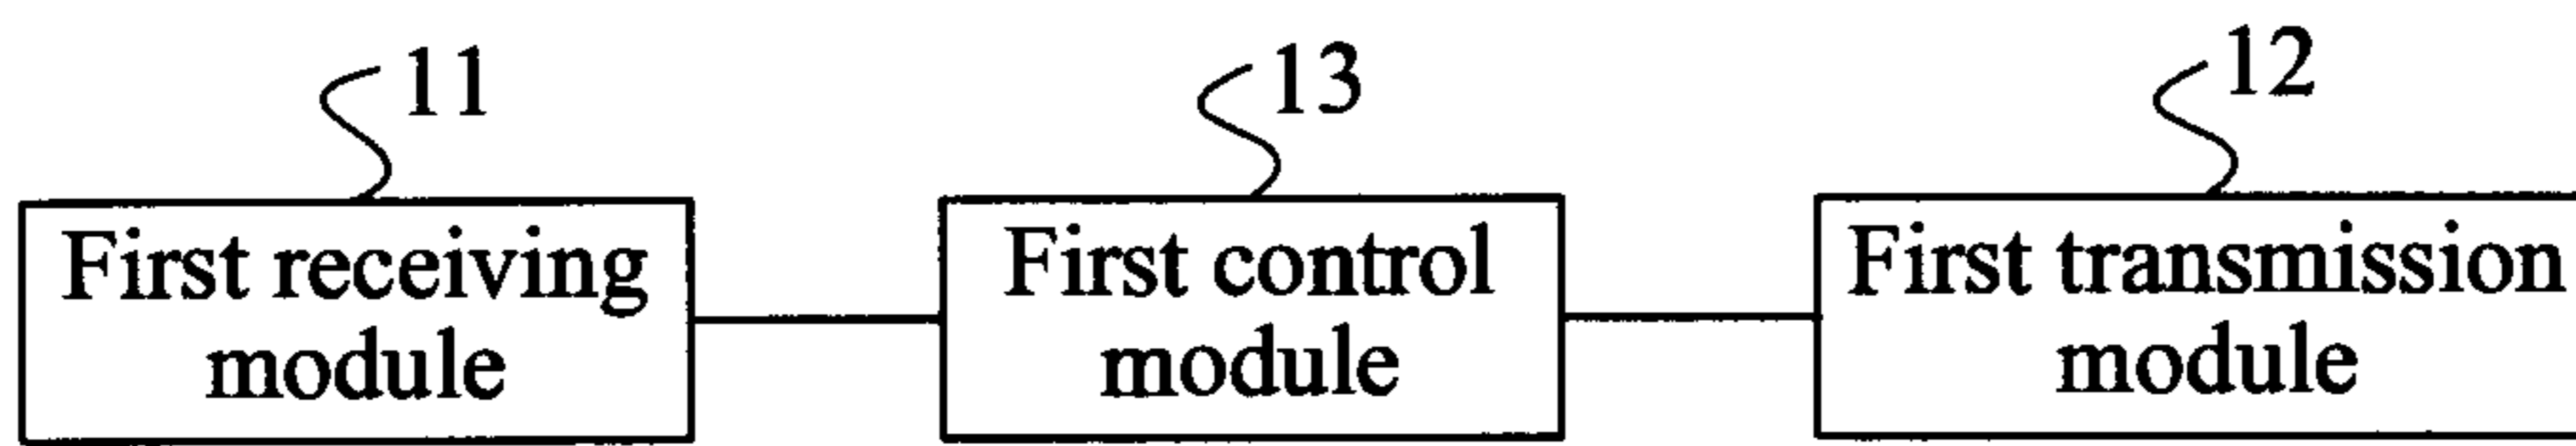 11
13
12
First receiving
module
First control
module
First transmission
module